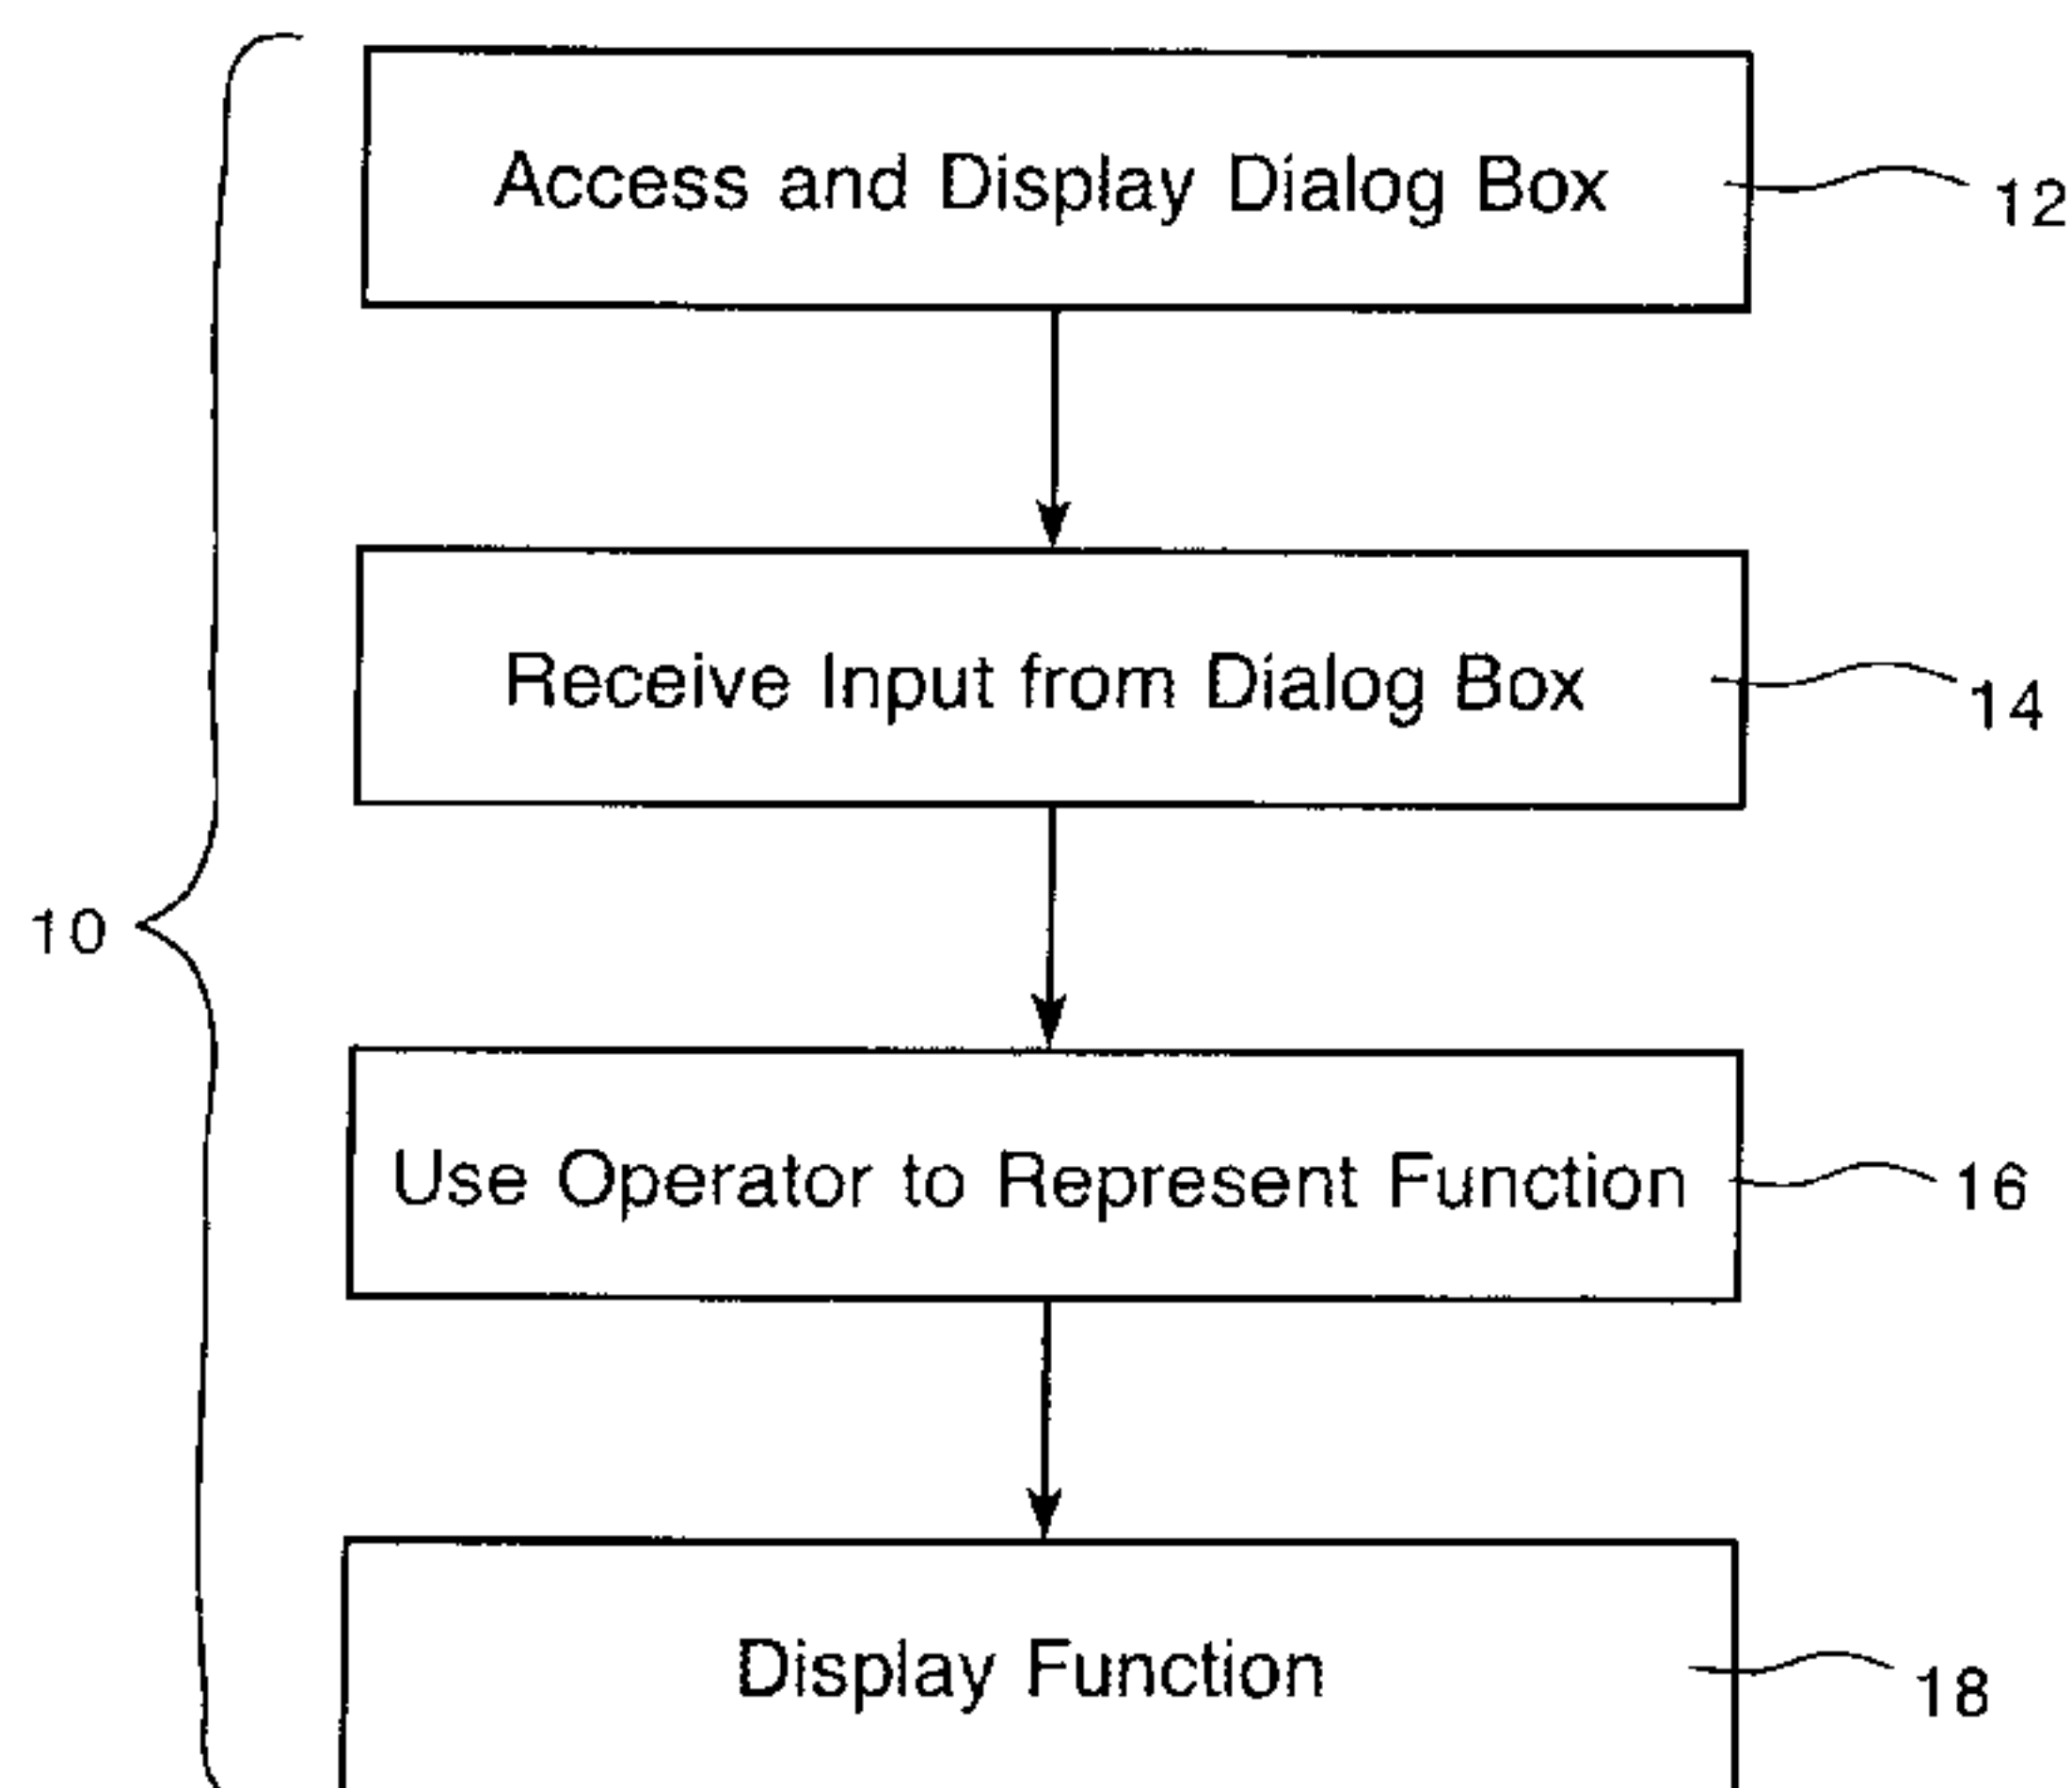 Access and Display Dialog Box
12
Receive Input from Dialog Box
14
10
Use Operator to Represent Function
16
Display Function
18